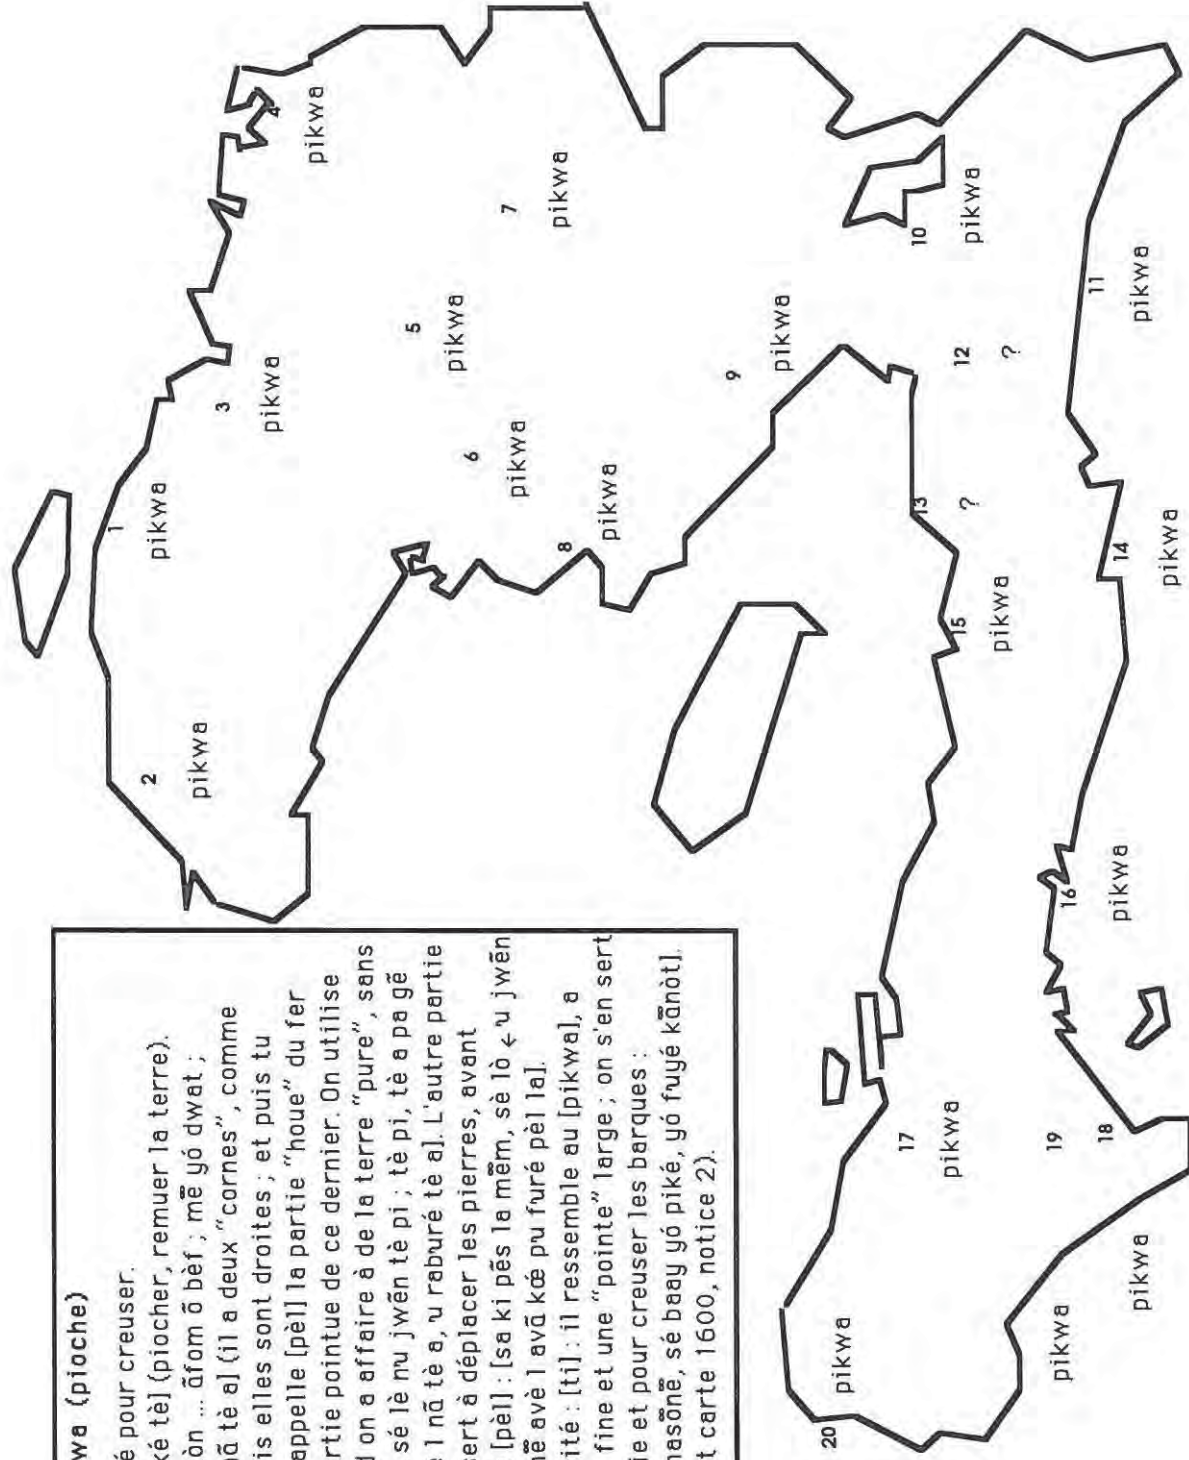 wa (pioche)
é pour creuser.
ké tè] (piocher, remuer la terre).
òn ... ãfom õ bèf ; mẽ yó dwat ;
nã tè a] (il a deux "cornes", comme
is elles sont droites ; et puis tu
appelle [pèl] la partie "houe" du fer
rtie pointue de ce dernier. On utilise
d on a affaire à de la terre "pure", sans
sé lè nu jwẽn tè pi ; tè pi, tè a pa gẽ
e l nã tè a, u raburé tè a]. L'autre partie
sert à déplacer les pierres, avant
[pèl] : [sa ki pẽs la mẽm, sè lò ← u jwẽn
mẽ avè l avã kœ pu furé pèl la].
ité : [ti] : il ressemble au [pikwa], a
fine et une "pointe" large ; on s'en sert
ie et pour creuser les barques :
masõnẽ, sé baay yó piké, yó fuyé kãnòt].
t carte 1600, notice 2).
1
pikwa
2
pikwa
3
pikwa
4
pikwa
5
pikwa
6
pikwa
7
pikwa
8
pikwa
9
pikwa
10
pikwa
11
pikwa
12
?
13
?
14
pikwa
15
pikwa
16
pikwa
17
pikwa
18
pikwa
19
pikwa
20
pikwa